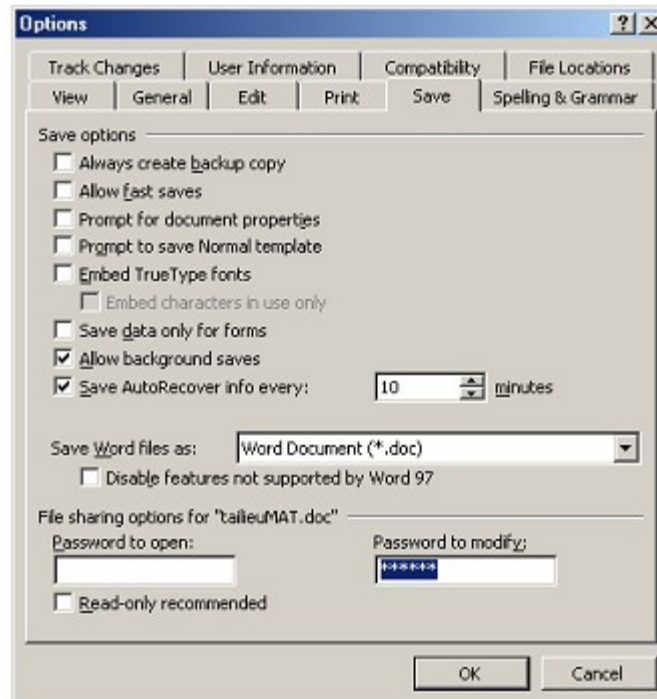 Options
Track Changes User Information Compatibility File Locations
View General Edit Print Save Spelling & Grammar
Save options
Always create backup copy
Allow fast saves
Prompt for document properties
Prompt to save Normal template
Embed TrueType fonts
Embed characters in use only
Save data only for forms
Allow background saves
Save AutoRecover info every: 10 minutes
Save Word files as: Word Document (*.doc)
Disable features not supported by Word 97
File sharing options for "tailieuMAT.doc"
Password to open: Password to modify:
******
Read-only recommended
OK Cancel